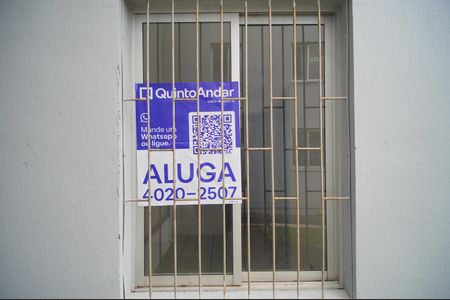 QuintoAndar
Mande um
Whatsapp
ou ligue.
ALUGA
4020-2507